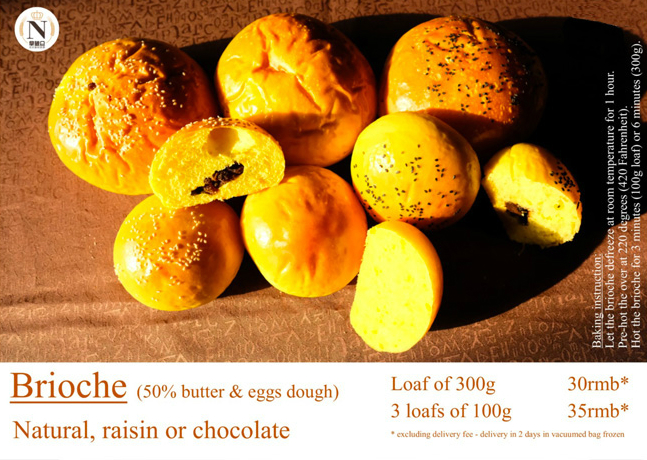 N
Baking instruction:
Let the brioche defreeze at room temperature for 1 hour.
Pre-hot the over at 220 degrees (420 Fahrenheit).
Hot the brioche for 3 minutes (100g loaf) or 6 minutes (300g).
Brioche (50% butter & eggs dough)
Natural, raisin or chocolate
Loaf of 300g 30rmb*
3 loafs of 100g 35rmb*
* excluding delivery fee - delivery in 2 days in vacuumed bag frozen